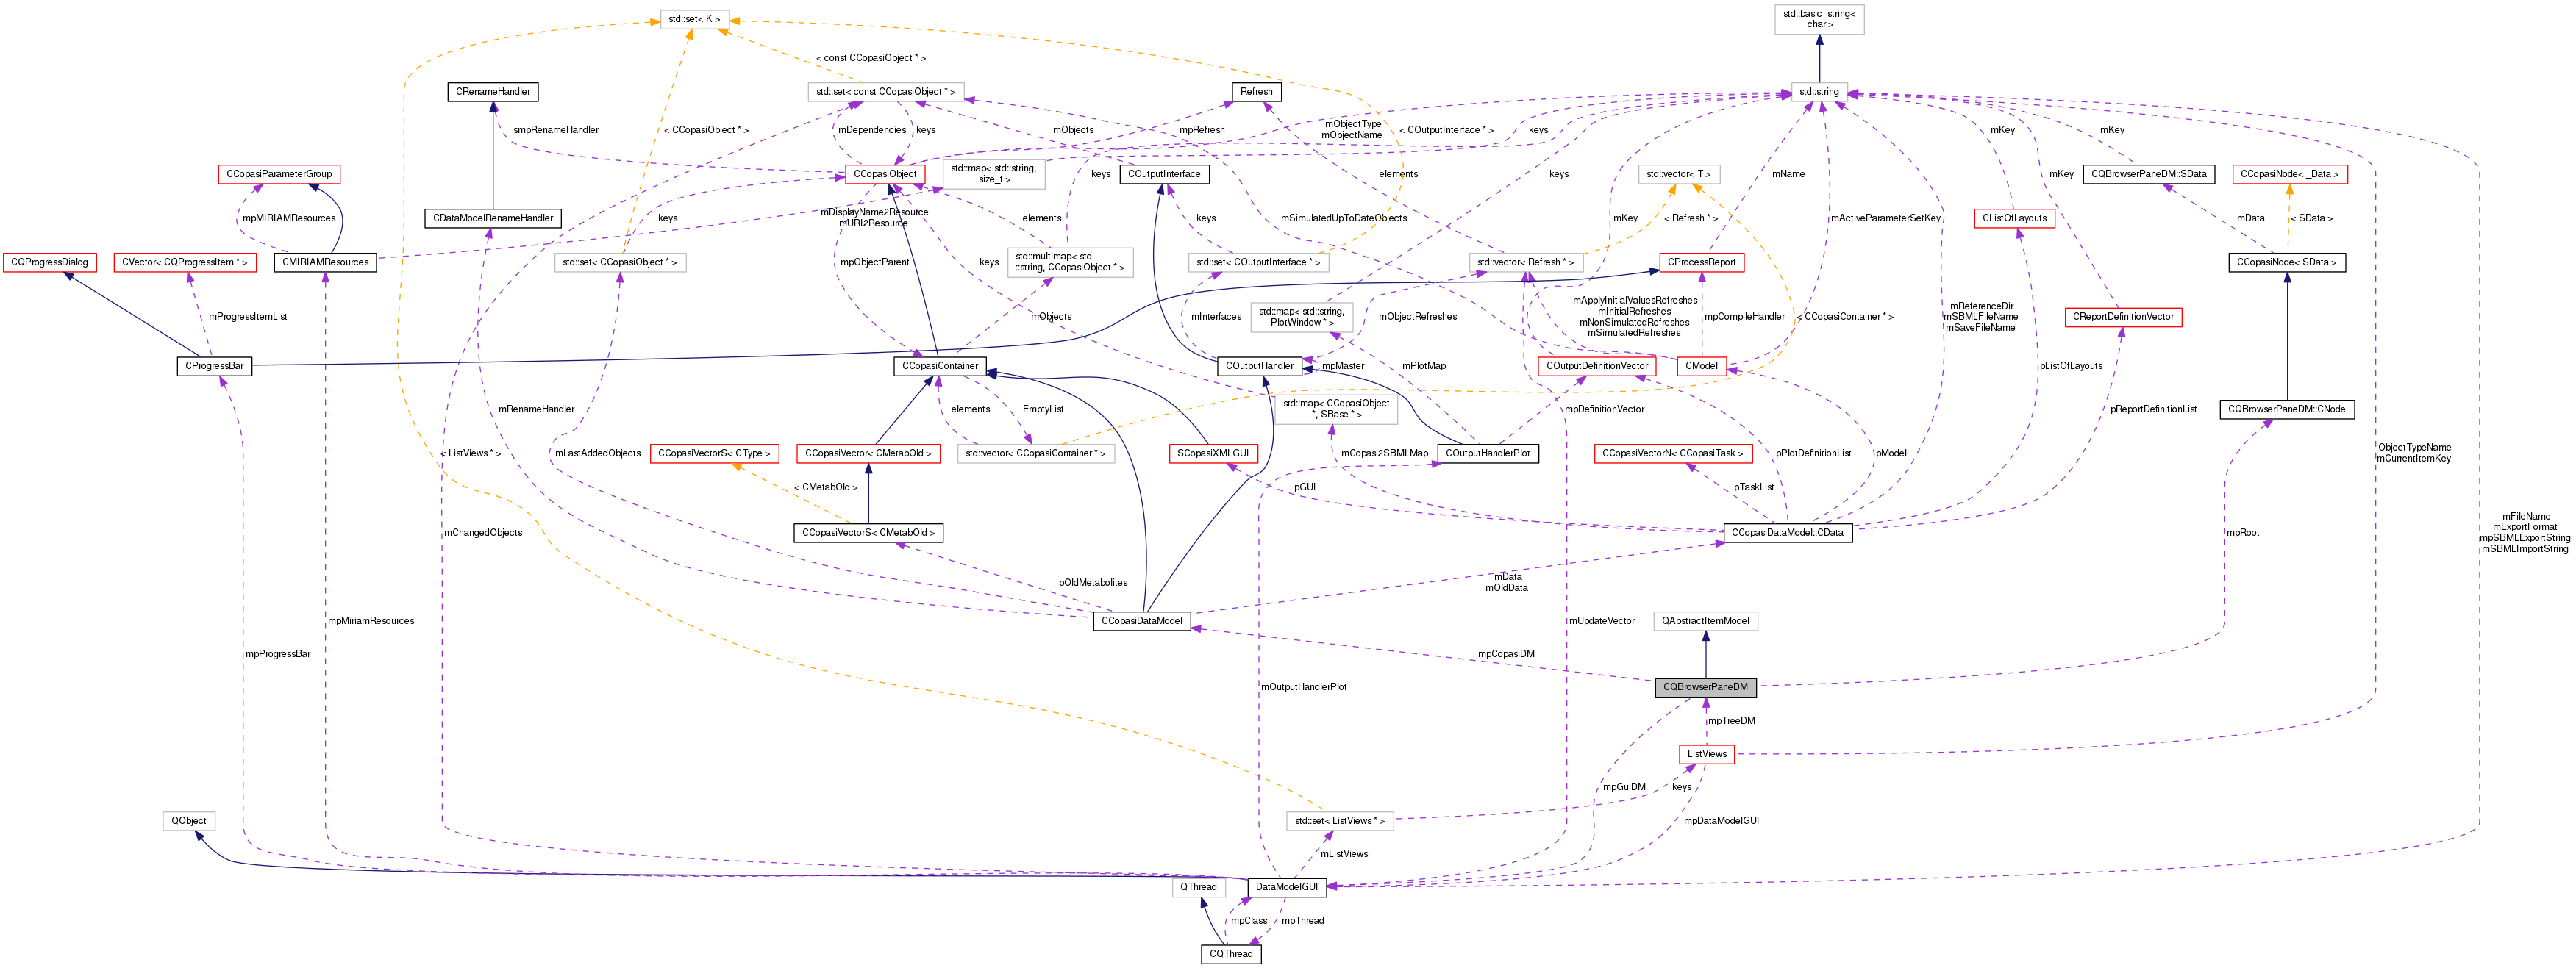 std::set< K >
std::basic_string<
char >
< const CCopasiObject * >
CRenameHandler
std::set< const CCopasiObject * >
Refresh
std::string
smpRenameHandler
< CCopasiObject * >
mDependencies
keys
mObjects
mpRefresh
mObjectType
mObjectName
< COutputInterface * >
keys
mKey
mKey
CCopasiParameterGroup
CCopasiObject
std::map< std::string,
size_t >
keys
COutputInterface
elements
std::vector< T >
keys
mName
mKey
CQBrowserPaneDM::SData
CCopasiNode< _Data >
mpMIRIAMResources
CDataModelRenameHandler
keys
mDisplayName2Resource
mURI2Resource
elements
keys
mSimulatedUpToDateObjects
< Refresh * >
mKey
mActiveParameterSetKey
CListOfLayouts
mData
< SData >
CQProgressDialog
CVector< CQProgressItem * >
CMIRIAMResources
std::set< CCopasiObject * >
mpObjectParent
keys
std::multimap< std
::string, CCopasiObject * >
std::set< COutputInterface * >
std::vector< Refresh * >
CProcessReport
CCopasiNode< SData >
mProgressItemList
mObjects
mInterfaces
std::map< std::string,
PlotWindow * >
mObjectRefreshes
mApplyInitialValuesRefreshes
mInitialRefreshes
mNonSimulatedRefreshes
mSimulatedRefreshes
mpCompileHandler
< CCopasiContainer * >
mReferenceDir
mSBMLFileName
mSaveFileName
CReportDefinitionVector
CProgressBar
CCopasiContainer
COutputHandler
mpMaster
mPlotMap
COutputDefinitionVector
CModel
pListOfLayouts
mRenameHandler
elements
EmptyList
std::map< CCopasiObject
*, SBase * >
mpDefinitionVector
pReportDefinitionList
CQBrowserPaneDM::CNode
< ListViews * >
mLastAddedObjects
CCopasiVectorS< CType >
CCopasiVector< CMetabOld >
std::vector< CCopasiContainer * >
SCopasiXMLGUI
mCopasi2SBMLMap
COutputHandlerPlot
CCopasiVectorN< CCopasiTask >
pPlotDefinitionList
pModel
ObjectTypeName
mCurrentItemKey
< CMetabOld >
pGUI
pTaskList
mChangedObjects
CCopasiVectorS< CMetabOld >
CCopasiDataModel::CData
mpRoot
mFileName
mExportFormat
mpSBMLExportString
mSBMLImportString
pOldMetabolites
mData
mOldData
mpMiriamResources
CCopasiDataModel
mUpdateVector
QAbstractItemModel
mpProgressBar
mpCopasiDM
mOutputHandlerPlot
CQBrowserPaneDM
mpTreeDM
ListViews
mpGuiDM
keys
QObject
std::set< ListViews * >
mpDataModelGUI
mListViews
QThread
DataModelGUI
mpClass
mpThread
CQThread